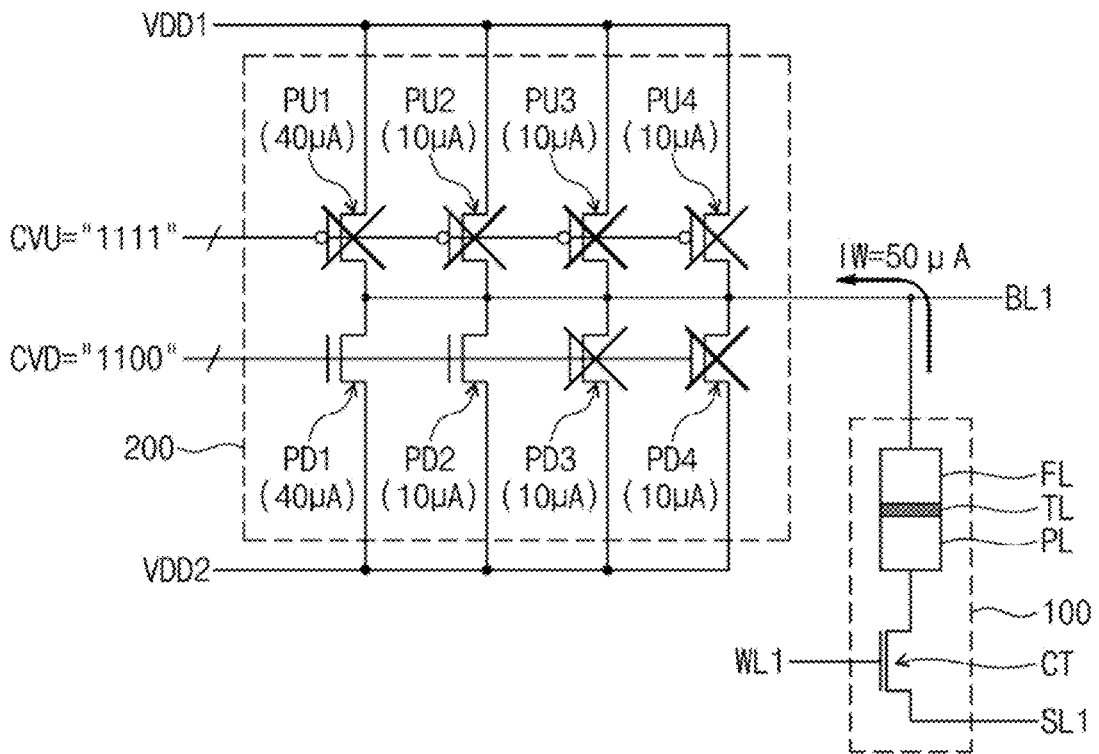 VDD1
PU1 PU2 PU3 PU4
(40μA) (10μA) (10μA) (10μA)
CVU="1111"
IW=50 μ A
BL1
CVD="1100"
200
PD1 PD2 PD3 PD4
(40μA) (10μA) (10μA) (10μA)
FL
TL
PL
VDD2
100
WL1
CT
SL1